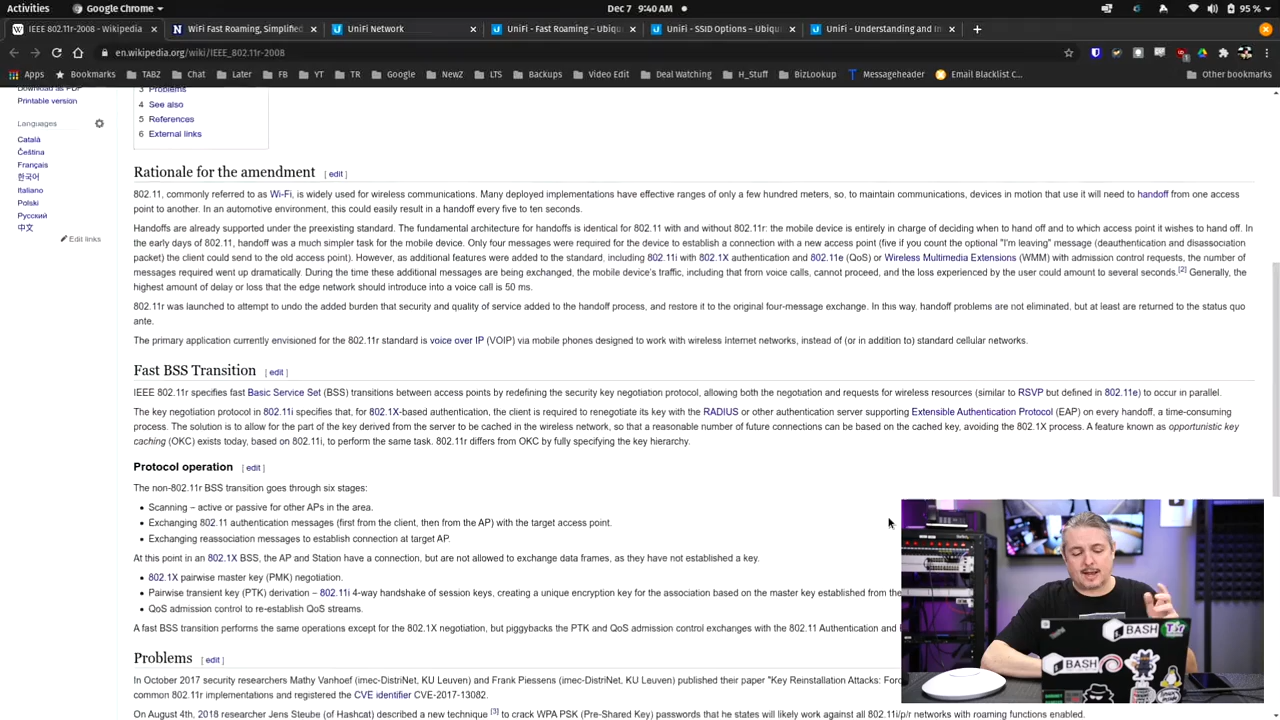 Activities
Google Chrome
Dec 7 9:40 AM
95 %
IEEE 802.11r-2008 - Wikipedia
WiFi Fast Roaming, Simplified
UniFi Network
UniFi - Fast Roaming – Ubiqu
UniFi - SSID Options – Ubiqu
UniFi - Understanding and Im
en.wikipedia.org/wiki/IEEE_802.11r-2008
Apps
Bookmarks
TABZ
Chat
Later
FB
YT
TR
Google
NewZ
LTS
Backups
Video Edit
Deal Watching
H_Stuff
BizLookup
Messageheader
Email Blacklist C...
Other bookmarks
Download as PDF
Printable version
Languages
Català
Čeština
Français
한국어
Italiano
Polski
Русский
中文
Edit links
3 Problems
4 See also
5 References
6 External links
Rationale for the amendment [ edit ]
802.11, commonly referred to as Wi-Fi, is widely used for wireless communications. Many deployed implementations have effective ranges of only a few hundred meters, so, to maintain communications, devices in motion that use it will need to handoff from one access
point to another. In an automotive environment, this could easily result in a handoff every five to ten seconds.
Handoffs are already supported under the preexisting standard. The fundamental architecture for handoffs is identical for 802.11 with and without 802.11r: the mobile device is entirely in charge of deciding when to hand off and to which access point it wishes to hand off. In
the early days of 802.11, handoff was a much simpler task for the mobile device. Only four messages were required for the device to establish a connection with a new access point (five if you count the optional "I'm leaving" message (deauthentication and disassociation
packet) the client could send to the old access point). However, as additional features were added to the standard, including 802.11i with 802.1X authentication and 802.11e (QoS) or Wireless Multimedia Extensions (WMM) with admission control requests, the number of
messages required went up dramatically. During the time these additional messages are being exchanged, the mobile device's traffic, including that from voice calls, cannot proceed, and the loss experienced by the user could amount to several seconds.[2] Generally, the
highest amount of delay or loss that the edge network should introduce into a voice call is 50 ms.
802.11r was launched to attempt to undo the added burden that security and quality of service added to the handoff process, and restore it to the original four-message exchange. In this way, handoff problems are not eliminated, but at least are returned to the status quo
ante.
The primary application currently envisioned for the 802.11r standard is voice over IP (VOIP) via mobile phones designed to work with wireless Internet networks, instead of (or in addition to) standard cellular networks.
Fast BSS Transition [ edit ]
IEEE 802.11r specifies fast Basic Service Set (BSS) transitions between access points by redefining the security key negotiation protocol, allowing both the negotiation and requests for wireless resources (similar to RSVP but defined in 802.11e) to occur in parallel.
The key negotiation protocol in 802.11i specifies that, for 802.1X-based authentication, the client is required to renegotiate its key with the RADIUS or other authentication server supporting Extensible Authentication Protocol (EAP) on every handoff, a time-consuming
process. The solution is to allow for the part of the key derived from the server to be cached in the wireless network, so that a reasonable number of future connections can be based on the cached key, avoiding the 802.1X process. A feature known as opportunistic key
caching (OKC) exists today, based on 802.11i, to perform the same task. 802.11r differs from OKC by fully specifying the key hierarchy.
Protocol operation [ edit ]
The non-802.11r BSS transition goes through six stages:
• Scanning – active or passive for other APs in the area.
• Exchanging 802.11 authentication messages (first from the client, then from the AP) with the target access point.
• Exchanging reassociation messages to establish connection at target AP.
At this point in an 802.1X BSS, the AP and Station have a connection, but are not allowed to exchange data frames, as they have not established a key.
• 802.1X pairwise master key (PMK) negotiation.
• Pairwise transient key (PTK) derivation – 802.11i 4-way handshake of session keys, creating a unique encryption key for the association based on the master key established from the
• QoS admission control to re-establish QoS streams.
A fast BSS transition performs the same operations except for the 802.1X negotiation, but piggybacks the PTK and QoS admission control exchanges with the 802.11 Authentication and
Problems [ edit ]
In October 2017 security researchers Mathy Vanhoef (imec-DistriNet, KU Leuven) and Frank Piessens (imec-DistriNet, KU Leuven) published their paper "Key Reinstallation Attacks: Forc
common 802.11r implementations and registered the CVE identifier CVE-2017-13082.
On August 4th, 2018 researcher Jens Steube (of Hashcat) described a new technique [3] to crack WPA PSK (Pre-Shared Key) passwords that he states will likely work against all 802.11i/p/r networks with roaming functions enabled.
BASH
BASH